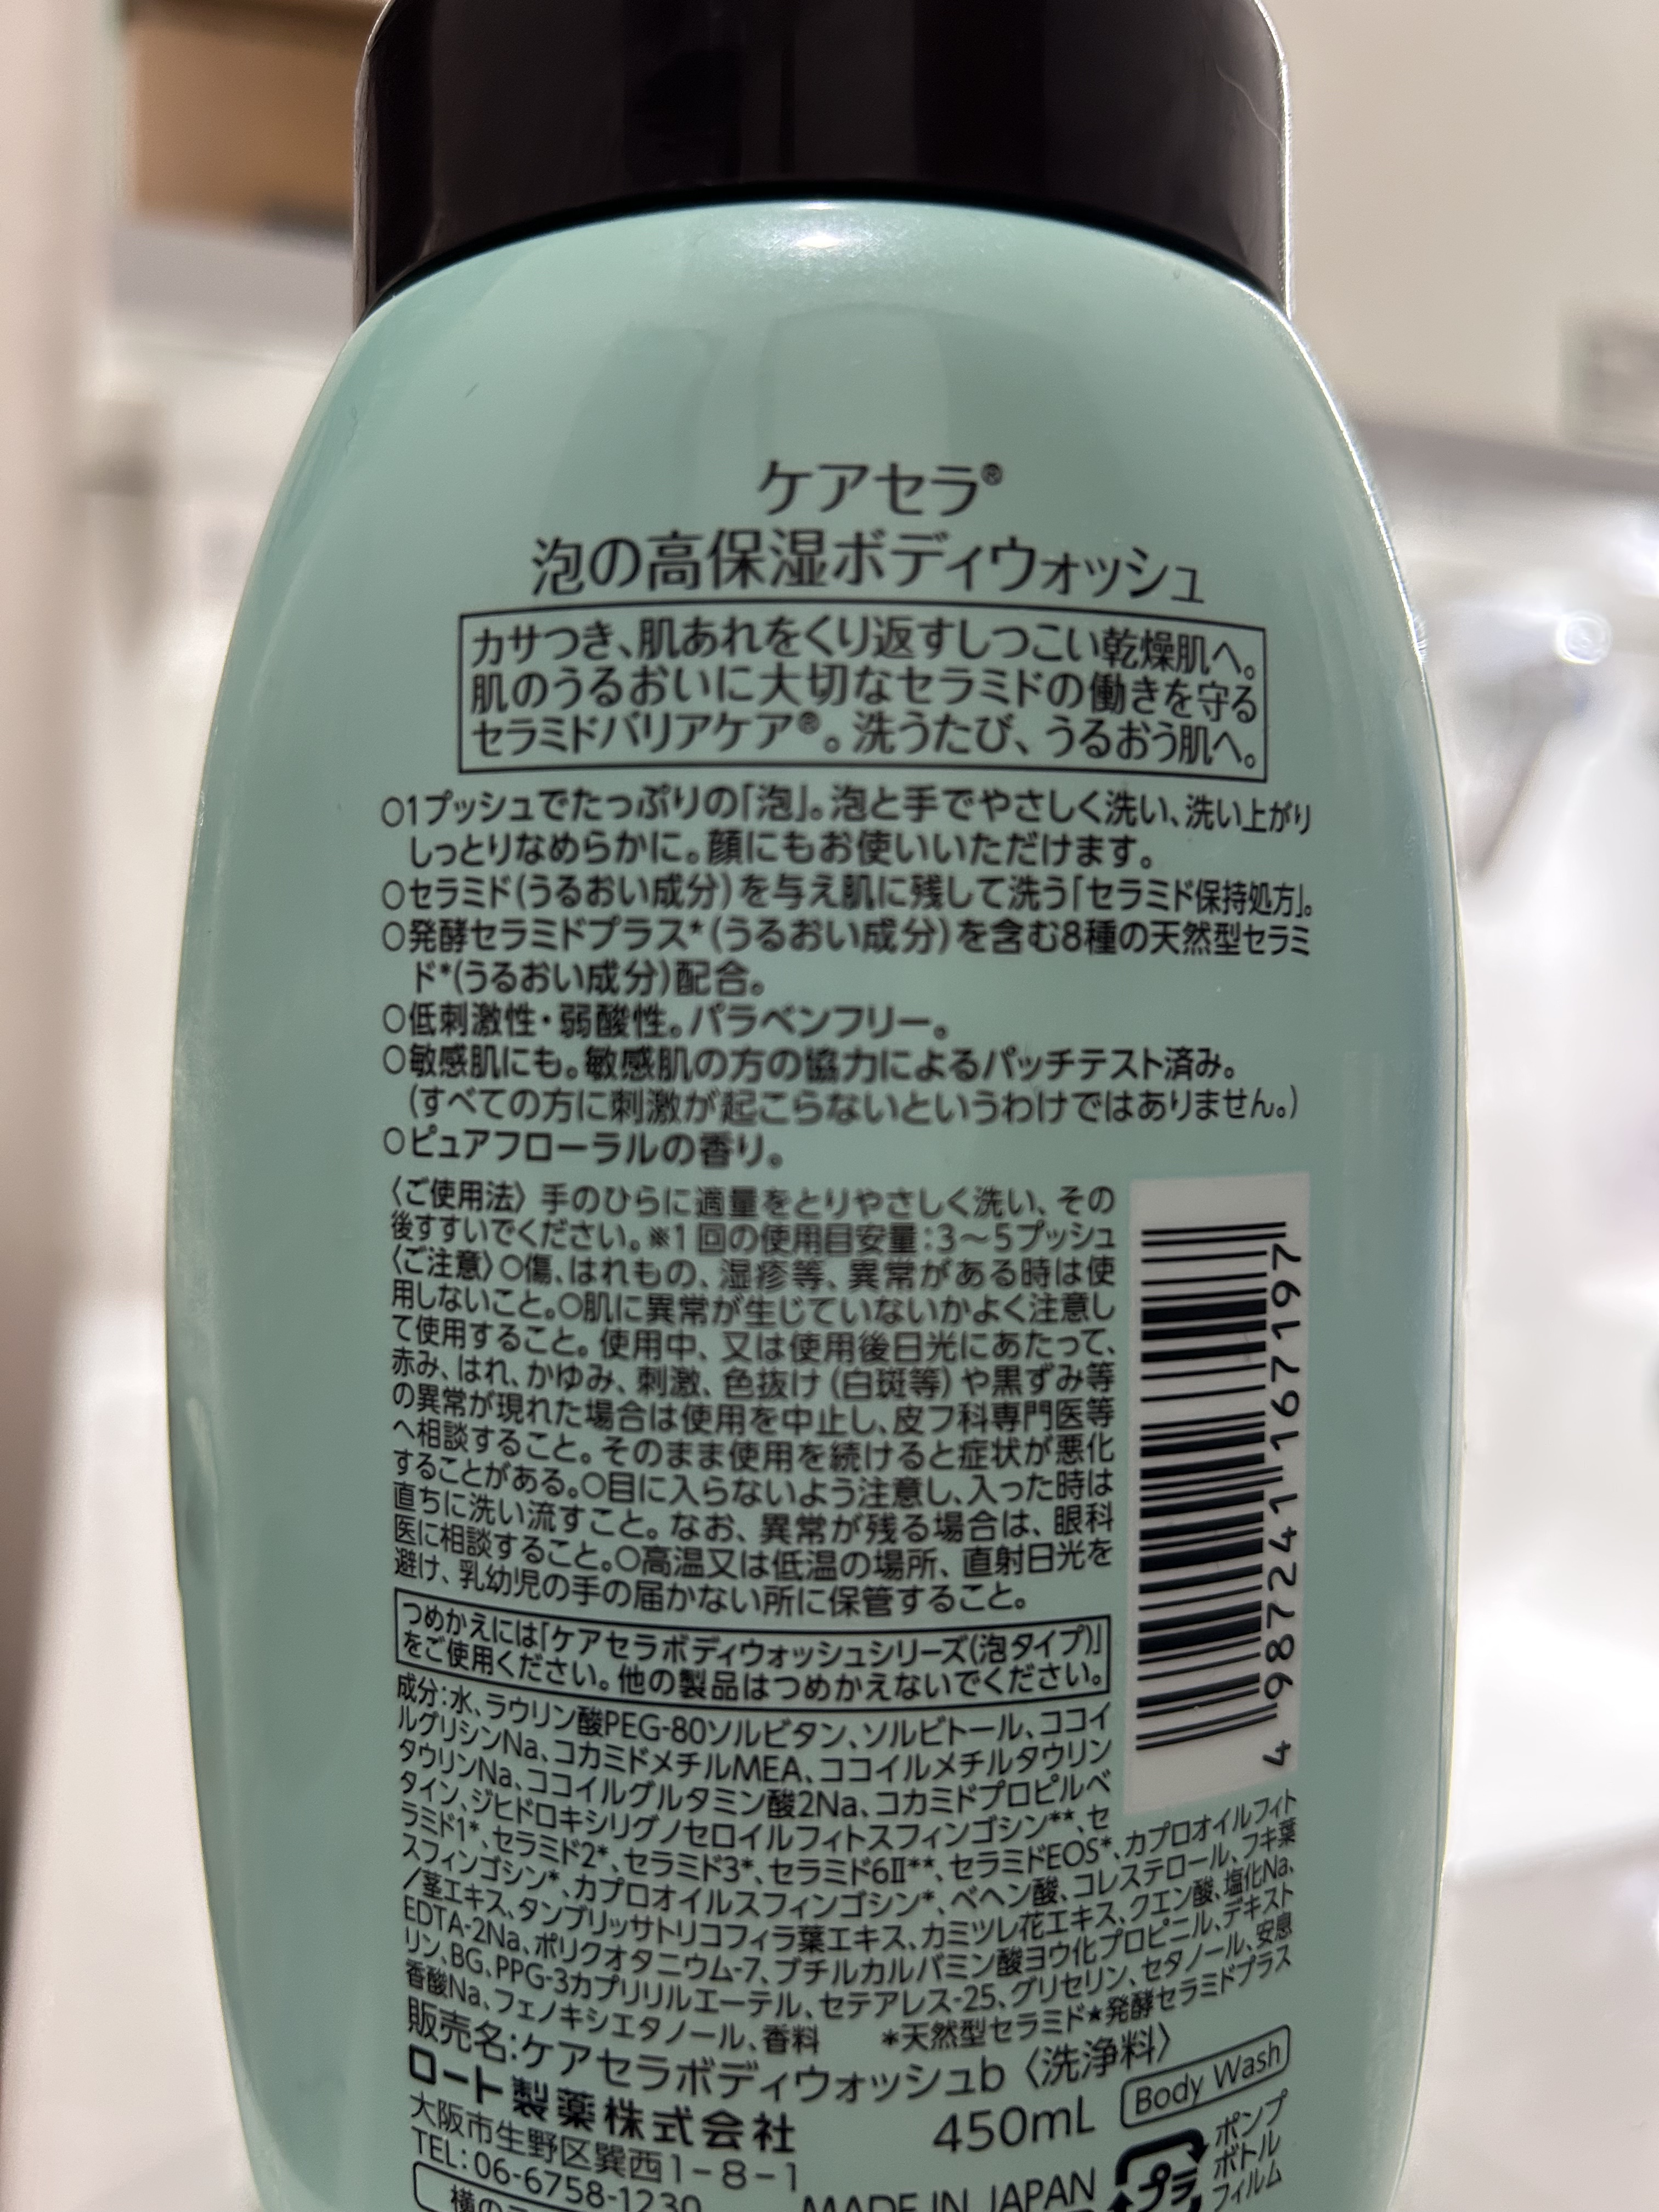 ケアセラ®
泡の高保湿ボディウォッシュ
カサつき、肌あれをくり返すしつこい乾燥肌へ。
肌のうるおいに大切なセラミドの働きを守る
セラミドバリアケア®。洗うたび、うるおう肌へ。
○1プッシュでたっぷりの「泡」。泡と手でやさしく洗い、洗い上がり
しっとりなめらかに。顔にもお使いいただけます。
○セラミド(うるおい成分)を与え肌に残して洗う「セラミド保持処方」。
○発酵セラミドプラス★(うるおい成分)を含む8種の天然型セラミ
ド*(うるおい成分)配合。
○低刺激性・弱酸性。パラベンフリー。
○敏感肌にも。敏感肌の方の協力によるパッチテスト済み。
(すべての方に刺激が起こらないというわけではありません。)
○ピュアフローラルの香り。
〈ご使用法〉手のひらに適量をとりやさしく洗い、その
後すすいでください。※1回の使用目安量:3〜5プッシュ
〈ご注意〉○傷、はれもの、湿疹等、異常がある時は使
用しないこと。○肌に異常が生じていないかよく注意し
て使用すること。使用中、又は使用後日光にあたって、
赤み、はれ、かゆみ、刺激、色抜け(白斑等)や黒ずみ等
の異常が現れた場合は使用を中止し、皮フ科専門医等
へ相談すること。そのまま使用を続けると症状が悪化
することがある。○目に入らないよう注意し、入った時は
直ちに洗い流すこと。なお、異常が残る場合は、眼科
医に相談すること。○高温又は低温の場所、直射日光を
避け、乳幼児の手の届かない所に保管すること。
つめかえには「ケアセラボディウォッシュシリーズ(泡タイプ)」
をご使用ください。他の製品はつめかえないでください。
4 987241 167197
成分:水、ラウリン酸PEG-80ソルビタン、ソルビトール、ココイ
ルグリシンNa、コカミドメチルMEA、ココイルメチルタウリン
タウリンNa、ココイルグルタミン酸2Na、コカミドプロピルベ
タイン、ジヒドロキシリグノセロイルフィトスフィンゴシン*★、セ
ラミド1*、セラミド2*、セラミド3*、セラミド6Ⅱ*★、セラミドEOS*、カプロオイルフィト
スフィンゴシン*、カプロオイルスフィンゴシン*、ベヘン酸、コレステロール、フキ葉
/茎エキス、タンブリッサトリコフィラ葉エキス、カミツレ花エキス、クエン酸、塩化Na、
EDTA-2Na、ポリクオタニウム-7、ブチルカルバミン酸ヨウ化プロピニル、デキスト
リン、BG、PPG-3カプリリルエーテル、セテアレス-25、グリセリン、セタノール、安息
香酸Na、フェノキシエタノール、香料 *天然型セラミド★発酵セラミドプラス
販売名:ケアセラボディウォッシュb〈洗浄料〉
ロート製薬株式会社 450mL Body Wash
大阪市生野区巽西1-8-1
TEL:06-6758-1230
MADE IN JAPAN
プラ
ポンプ
ボトル
フィルム